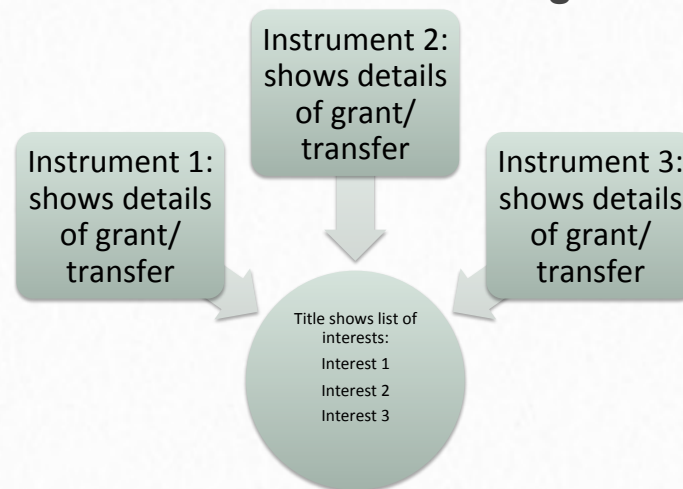 Instrument 2:
shows details
of grant/
transfer
Instrument 1:
shows details
of grant/
transfer
Instrument 3:
shows details
of grant/
transfer
Title shows list of
interests:
Interest 1
Interest 2
Interest 3